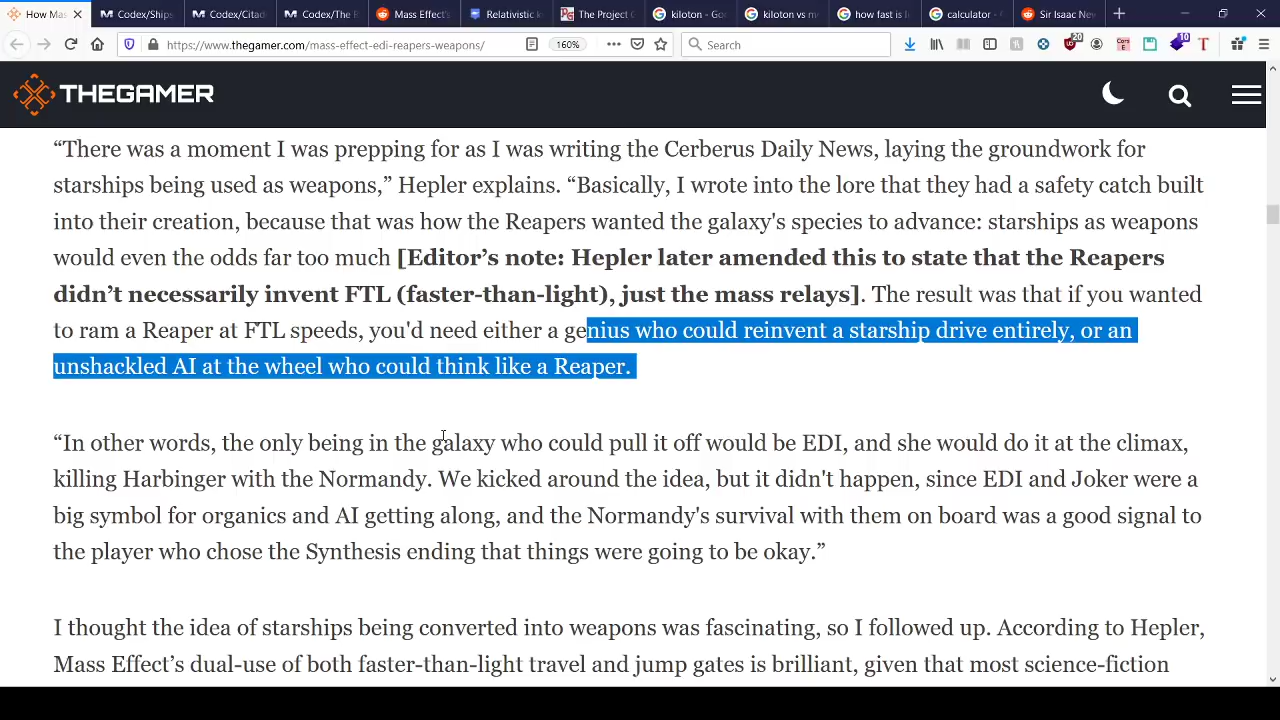 How Mas
Codex/Ships
Codex/Citad
Codex/The R
Mass Effect's
Relativistic k
The Project
kiloton - Goo
kiloton vs m
how fast is l
calculator -
Sir Isaac New
https://www.thegamer.com/mass-effect-edi-reapers-weapons/
160%
Search
20
10
THEGAMER
“There was a moment I was prepping for as I was writing the Cerberus Daily News, laying the groundwork for
starships being used as weapons,” Hepler explains. “Basically, I wrote into the lore that they had a safety catch built
into their creation, because that was how the Reapers wanted the galaxy's species to advance: starships as weapons
would even the odds far too much [Editor’s note: Hepler later amended this to state that the Reapers
didn’t necessarily invent FTL (faster-than-light), just the mass relays]. The result was that if you wanted
to ram a Reaper at FTL speeds, you'd need either a genius who could reinvent a starship drive entirely, or an
unshackled AI at the wheel who could think like a Reaper.
“In other words, the only being in the galaxy who could pull it off would be EDI, and she would do it at the climax,
killing Harbinger with the Normandy. We kicked around the idea, but it didn't happen, since EDI and Joker were a
big symbol for organics and AI getting along, and the Normandy's survival with them on board was a good signal to
the player who chose the Synthesis ending that things were going to be okay.”
I thought the idea of starships being converted into weapons was fascinating, so I followed up. According to Hepler,
Mass Effect’s dual-use of both faster-than-light travel and jump gates is brilliant, given that most science-fiction